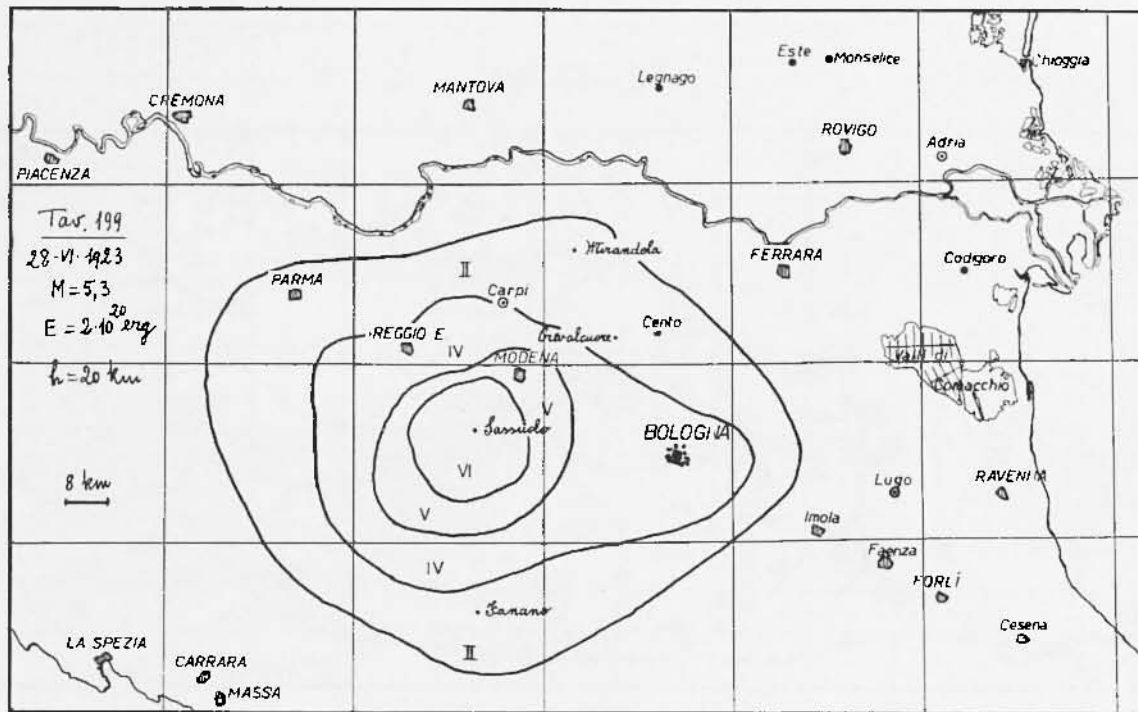 Este
Monselice
Chioggia
Legnago
MANTOVA
CREMONA
ROVIGO
Adria
PIACENZA
Tav. 199
28-VI-1923
M = 5,3
E = 2·10²⁰ erg
h = 20 km
8 km
Mirandola
FERRARA
Codigoro
II
PARMA
Carpi
REGGIO E.
Cento
Crevalcuore
IV
MODENA
Valli di
Comacchio
V
Sassuolo
BOLOGNA
VI
Lugo
RAVENNA
V
Imola
IV
Faenza
FORLÌ
Fanano
Cesena
LA SPEZIA
II
CARRARA
MASSA